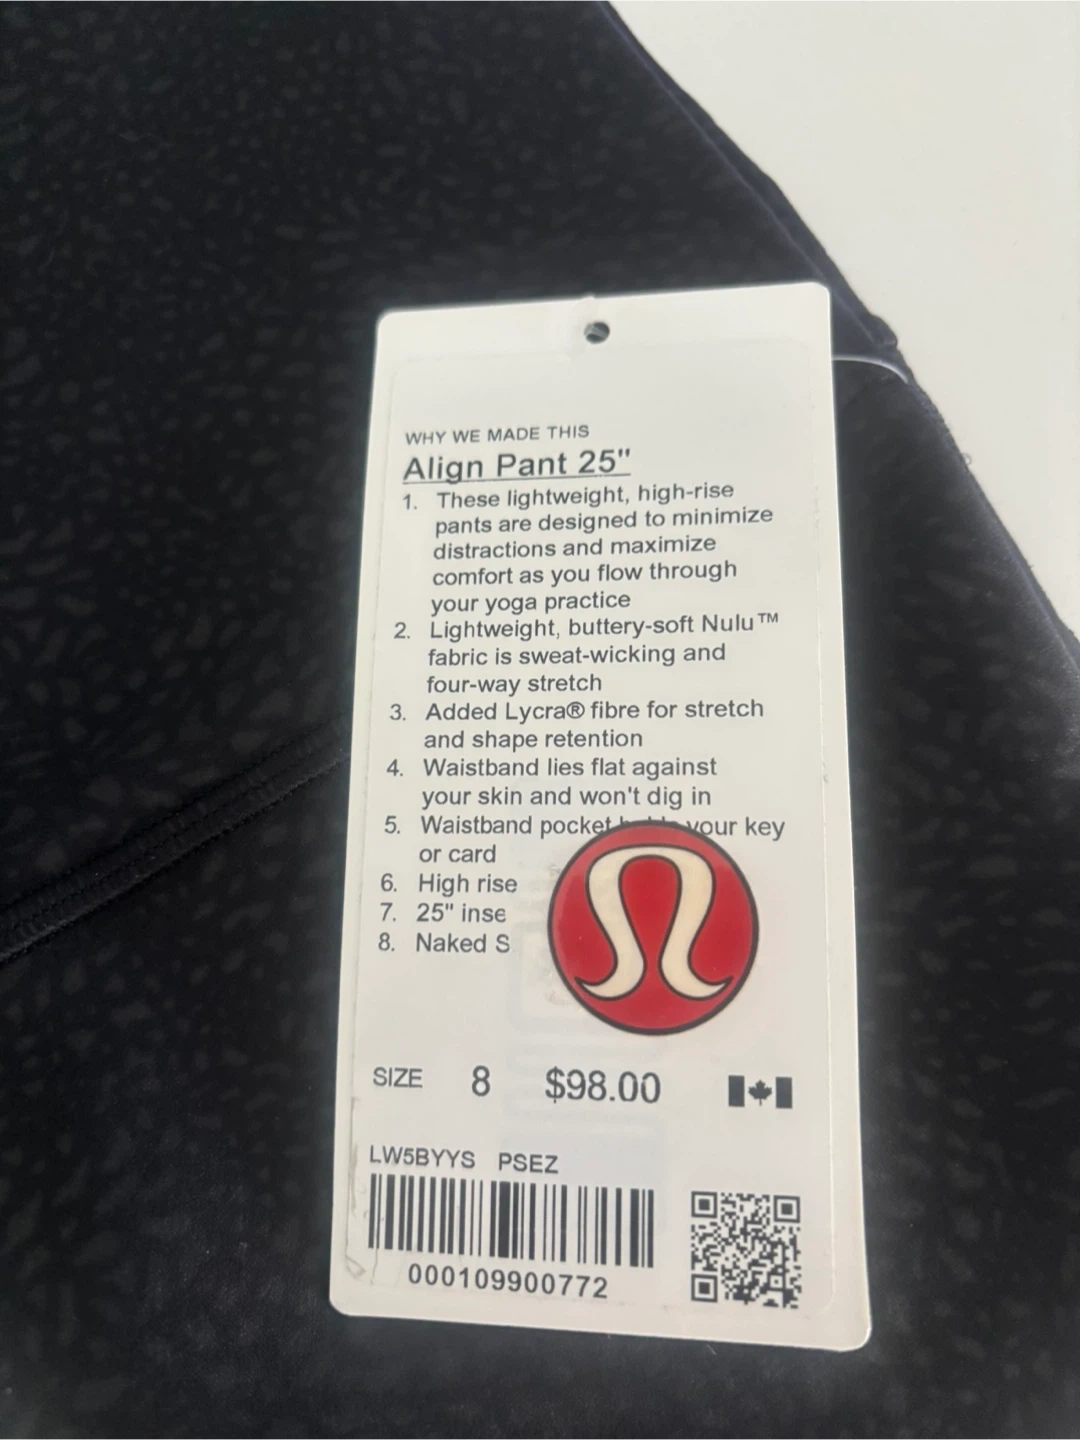 WHY WE MADE THIS
Align Pant 25"
1. These lightweight, high-rise
pants are designed to minimize
distractions and maximize
comfort as you flow through
your yoga practice
2. Lightweight, buttery-soft Nulu™
fabric is sweat-wicking and
four-way stretch
3. Added Lycra® fibre for stretch
and shape retention
4. Waistband lies flat against
your skin and won't dig in
5. Waistband pocket your key
or card
6. High rise
7. 25"
8. Naked
SIZE 8 $98.00
LW5BYYS PSEZ
000109900772